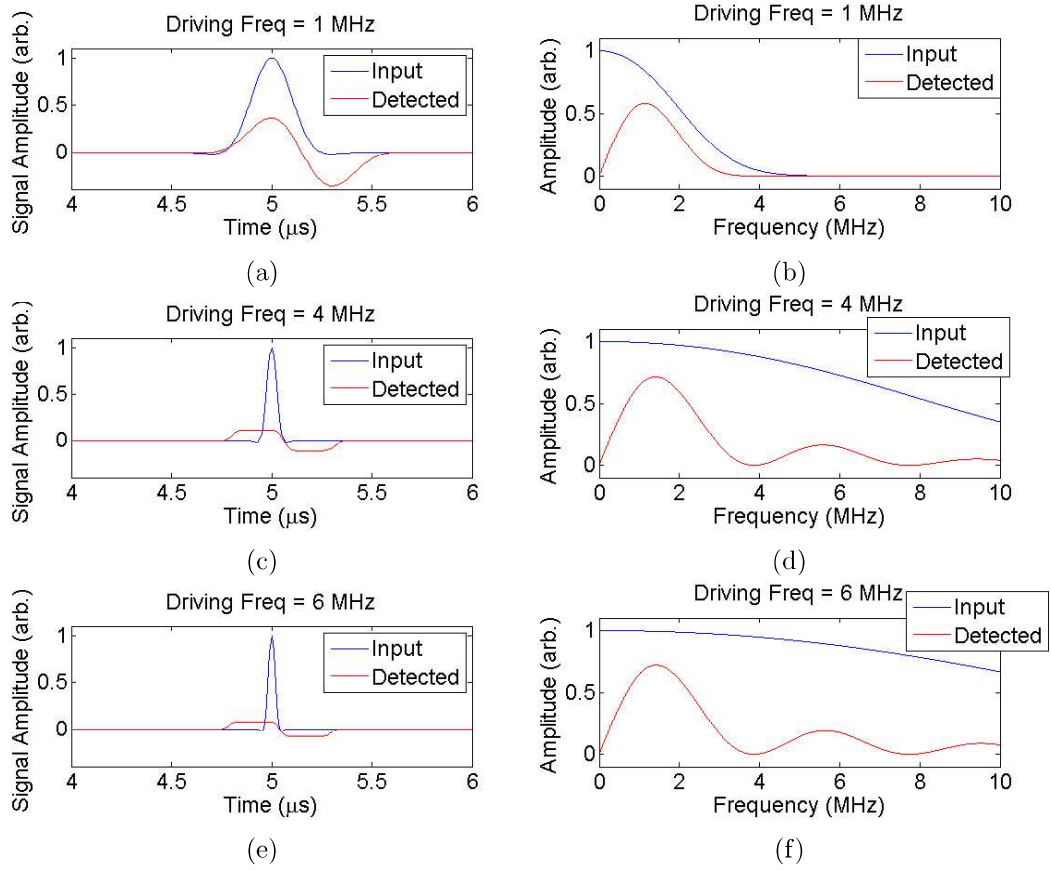 Driving Freq = 1 MHz
Signal Amplitude (arb.)
1
0.5
0
Input
Detected
4
4.5
5
5.5
6
Time (μs)
(a)
Driving Freq = 1 MHz
Amplitude (arb.)
1
0.5
0
Input
Detected
0
2
4
6
8
10
Frequency (MHz)
(b)
Driving Freq = 4 MHz
Signal Amplitude (arb.)
1
0.5
0
Input
Detected
4
4.5
5
5.5
6
Time (μs)
(c)
Driving Freq = 4 MHz
Amplitude (arb.)
1
0.5
0
Input
Detected
0
2
4
6
8
10
Frequency (MHz)
(d)
Driving Freq = 6 MHz
Signal Amplitude (arb.)
1
0.5
0
Input
Detected
4
4.5
5
5.5
6
Time (μs)
(e)
Driving Freq = 6 MHz
Amplitude (arb.)
1
0.5
0
Input
Detected
0
2
4
6
8
10
Frequency (MHz)
(f)